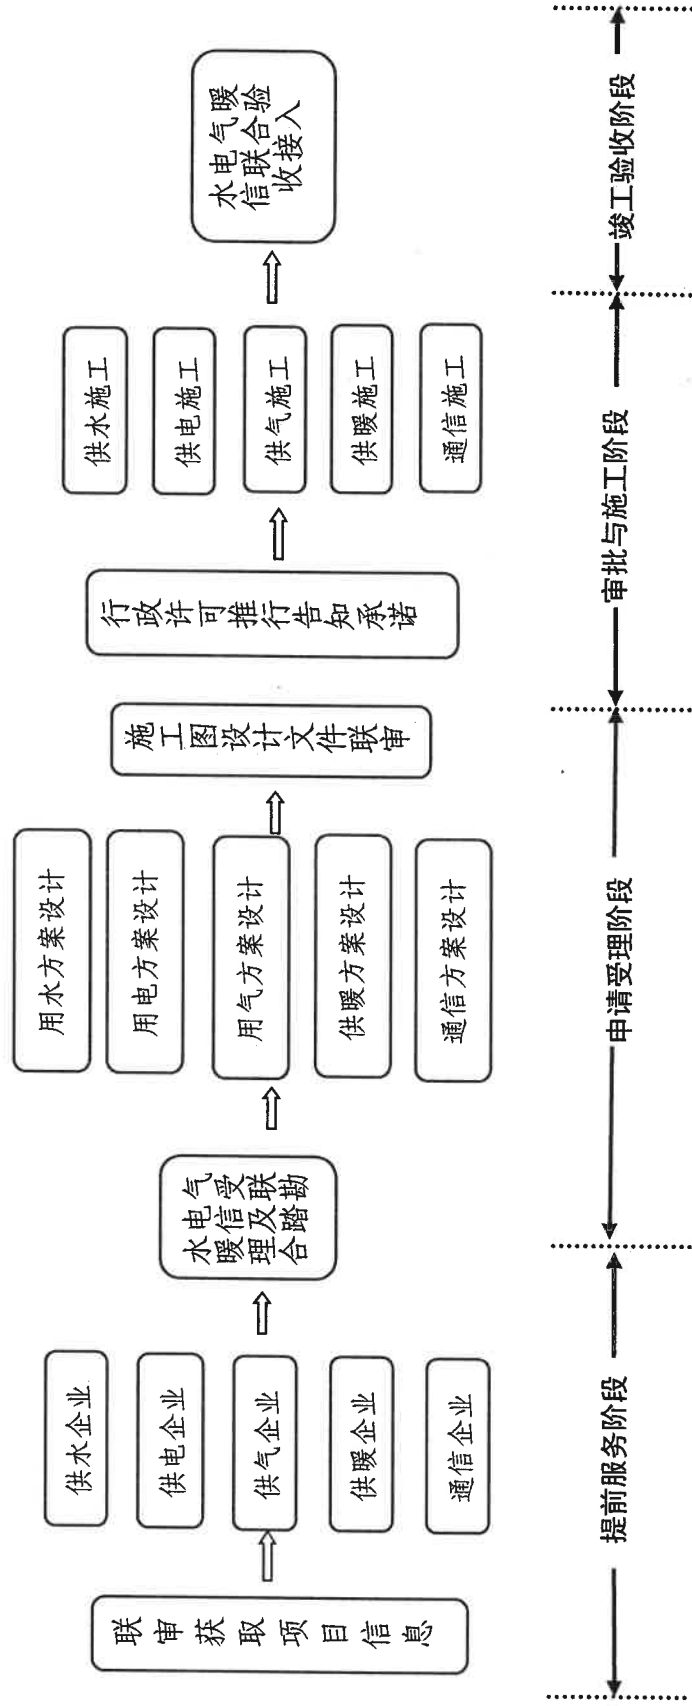 联审获取项目信息
供水企业
供电企业
供气企业
供暖企业
通信企业
水电气
暖信受
理及联
合踏勘
用水方案设计
用电方案设计
用气方案设计
供暖方案设计
通信方案设计
施工图设计文件联审
行政许可推行告知承诺
供水施工
供电施工
供气施工
供暖施工
通信施工
水电气暖
信联合验
收接入
提前服务阶段
申请受理阶段
审批与施工阶段
竣工验收阶段